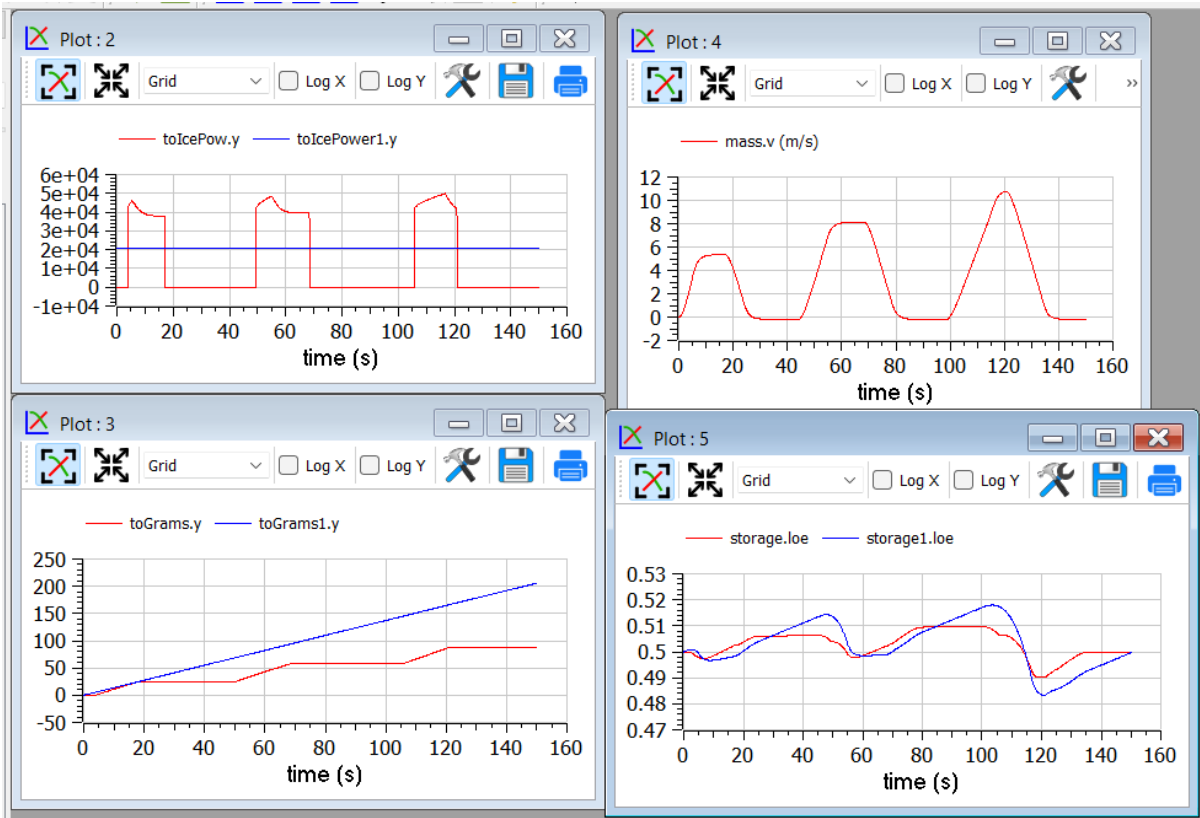 Plot : 2
Grid Log X Log Y
toIcePow.y toIcePower1.y
6e+04
5e+04
4e+04
3e+04
2e+04
1e+04
0
-1e+04
0 20 40 60 80 100 120 140 160
time (s)
Plot : 4
Grid Log X Log Y »
mass.v (m/s)
12
10
8
6
4
2
0
-2
0 20 40 60 80 100 120 140 160
time (s)
Plot : 3
Grid Log X Log Y
toGrams.y toGrams1.y
250
200
150
100
50
0
-50
0 20 40 60 80 100 120 140 160
time (s)
Plot : 5
Grid Log X Log Y
storage.loe storage1.loe
0.53
0.52
0.51
0.5
0.49
0.48
0.47
0 20 40 60 80 100 120 140 160
time (s)